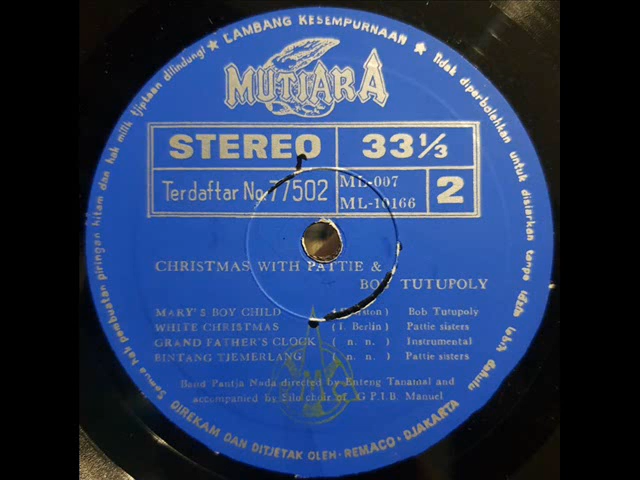 ★ LAMBANG KESEMPURNAAN ★
Semua hak pembuatan piringan hitam dan hak milik tjiptaan dilindungi
Tidak diperbolehkan untuk disiarkan tanpa idzin lebih dahulu
MUTIARA
STEREO 33⅓
Terdaftar No. 77502 ML-007 2
ML-10166
CHRISTMAS WITH PATTIE &
BOB TUTUPOLY
MARY'S BOY CHILD Bob Tutupoly
WHITE CHRISTMAS (I. Berlin) Pattie sisters
GRAND FATHER'S CLOCK (n. n.) Instrumental
BINTANG TJEMERLANG (n. n.) Pattie sisters
Band Pantja Nada directed by Enteng Tanamal and
accompanied by Silo choir of G.P.I.B. Manuel
DIREKAM DAN DITJETAK OLEH - REMACO - DJAKARTA